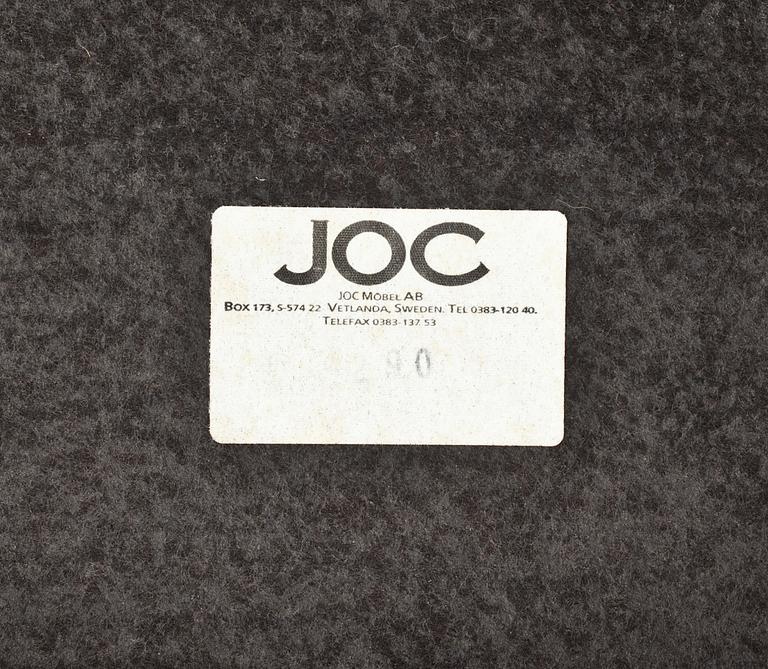 JOC
JOC MÖBEL AB
BOX 173, S-574 22 VETLANDA, SWEDEN. TEL 0383-120 40.
TELEFAX 0383-137 53